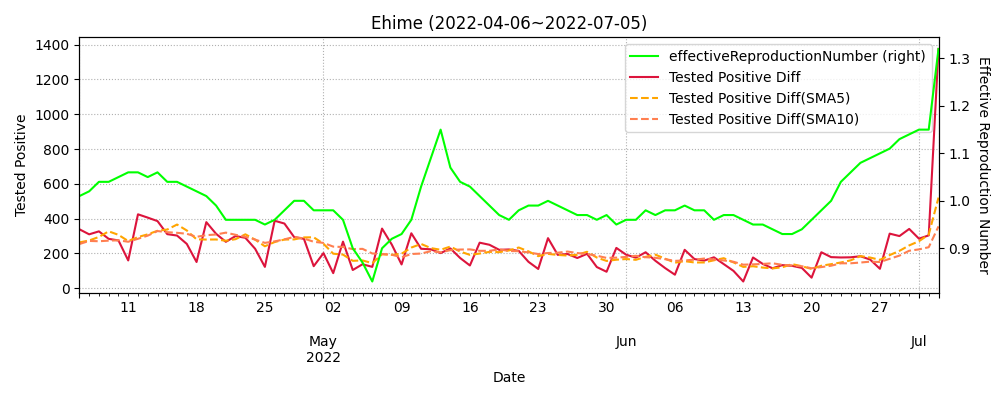 Ehime (2022-04-06~2022-07-05)
effectiveReproductionNumber (right)
Tested Positive Diff
Tested Positive Diff(SMA5)
Tested Positive Diff(SMA10)
Tested Positive
1400
1200
1000
800
600
400
200
0
Effective Reproduction Number
1.3
1.2
1.1
1.0
0.9
11 18 25 02 09 16 23 30 06 13 20 27
May Jun Jul
2022
Date